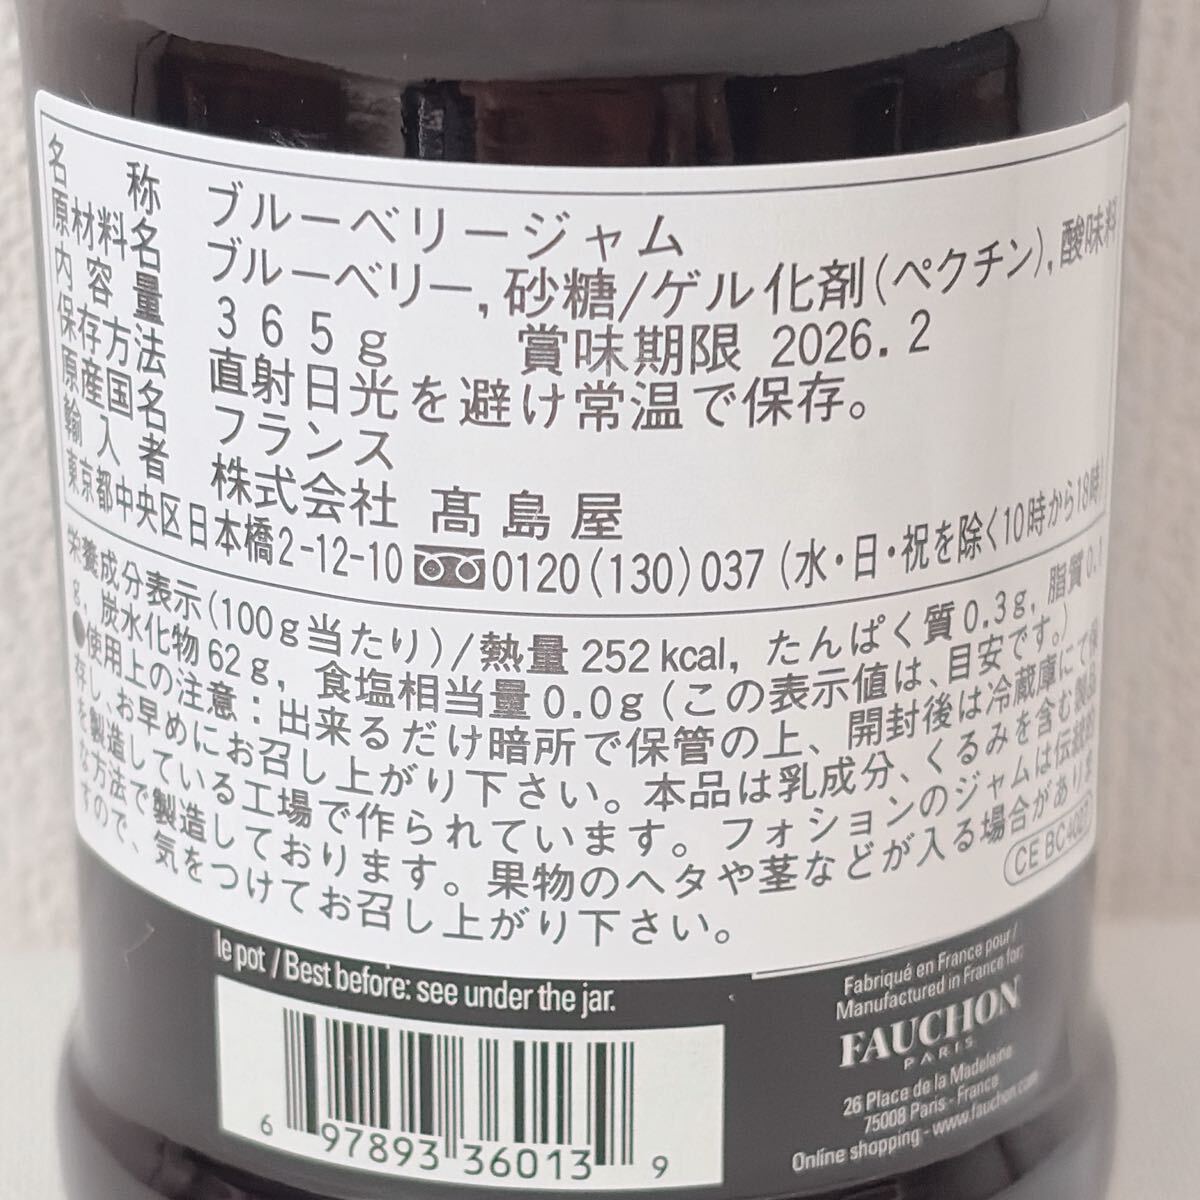 名称 ブルーベリージャム
原材料名 ブルーベリー,砂糖/ゲル化剤(ペクチン),酸味料
内容量 365g 賞味期限 2026.2
保存方法 直射日光を避け常温で保存。
原産国名 フランス
輸入者 株式会社 髙島屋
東京都中央区日本橋2-12-10 0120(130)037(水・日・祝を除く10時から18時)
栄養成分表示(100g当たり)/熱量252kcal, たんぱく質0.3g, 脂質0.1
g, 炭水化物62g, 食塩相当量0.0g(この表示値は、目安です。)
●使用上の注意:出来るだけ暗所で保管の上、開封後は冷蔵庫にて保
存し、お早めにお召し上がり下さい。本品は乳成分、くるみを含む製品
を製造している工場で作られています。フォションのジャムは伝統的
な方法で製造しております。果物のヘタや茎などが入る場合がありま
すので、気をつけてお召し上がり下さい。
CE BC4027
le pot / Best before: see under the jar.
6 97893 36013 9
Fabriqué en France pour /
Manufactured in France for:
FAUCHON
PARIS
26 Place de la Madeleine
75008 Paris - France
Online shopping - www.fauchon.com